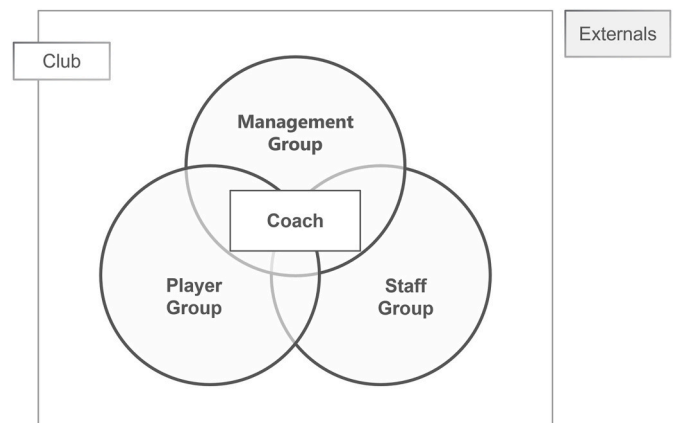 Externals
Club
Management
Group
Coach
Player
Group
Staff
Group